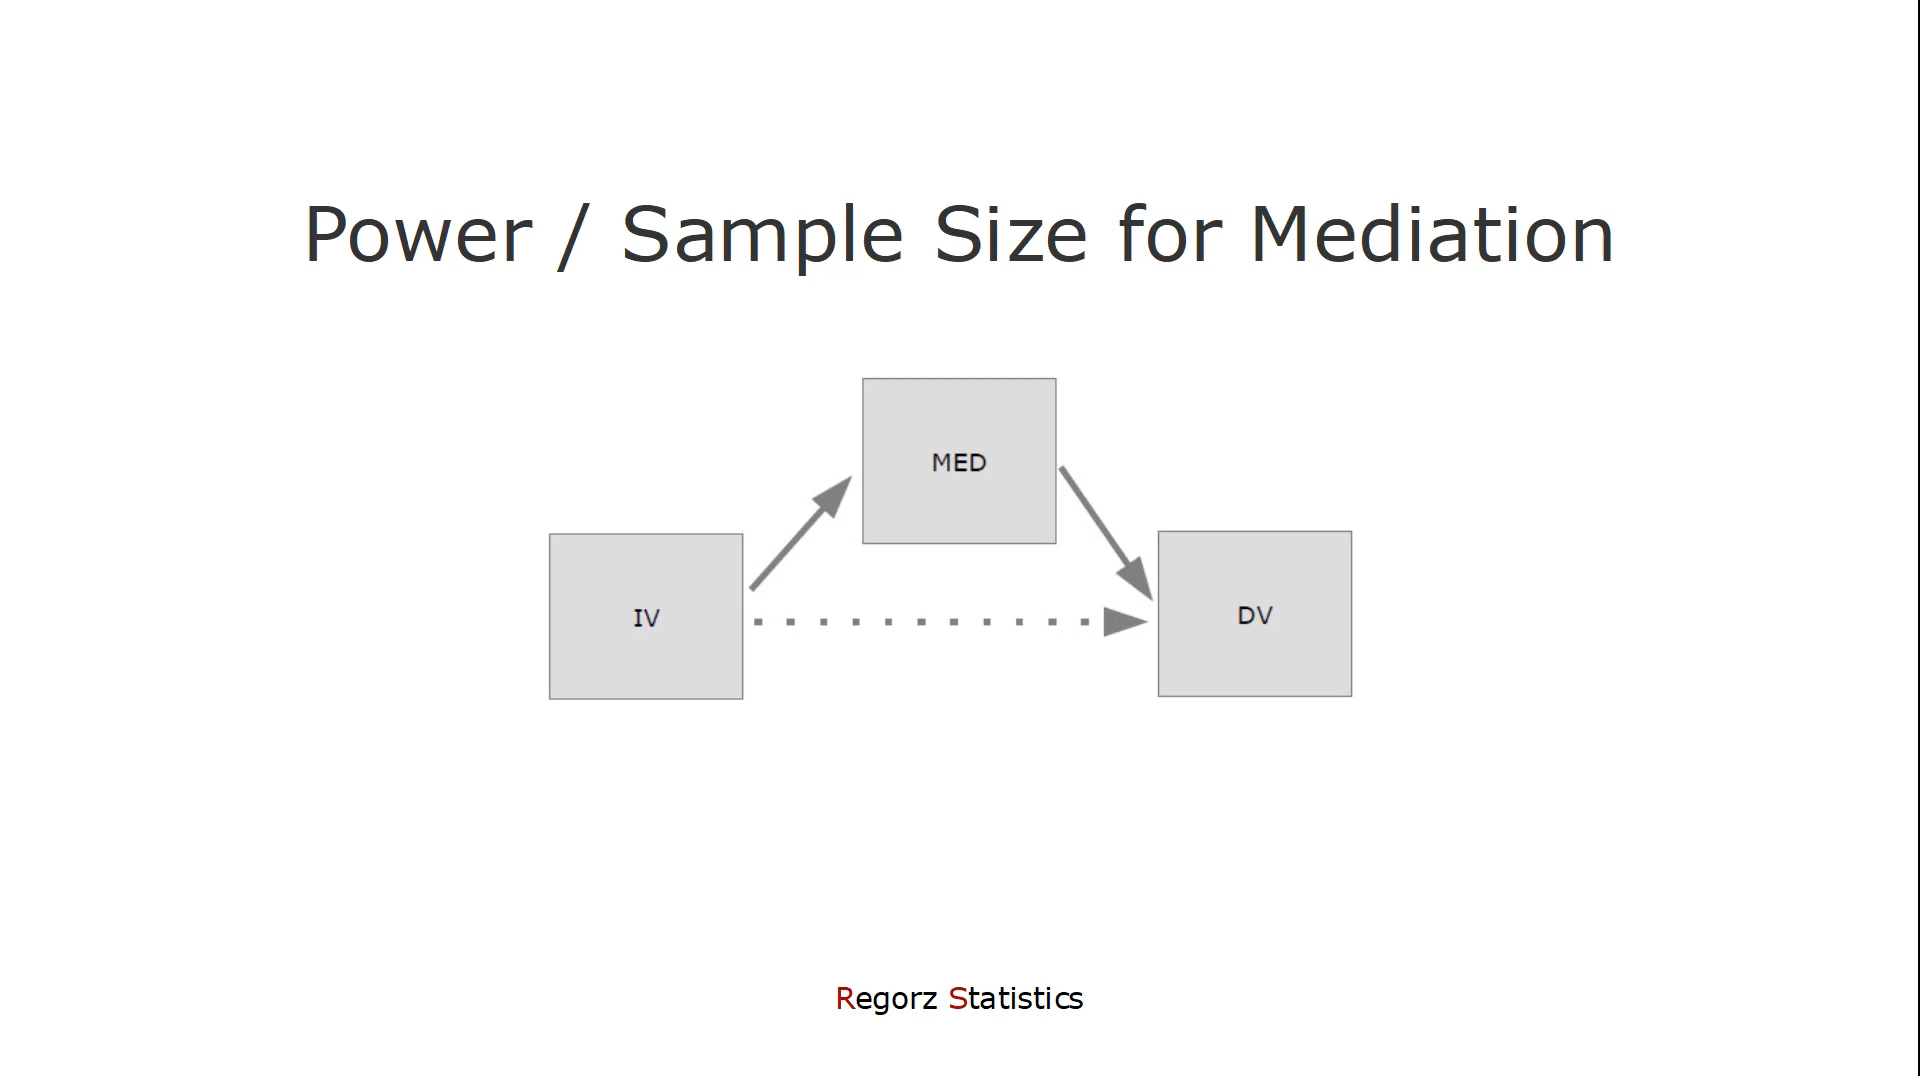 Power / Sample Size for Mediation
MED
IV
DV
Regorz Statistics